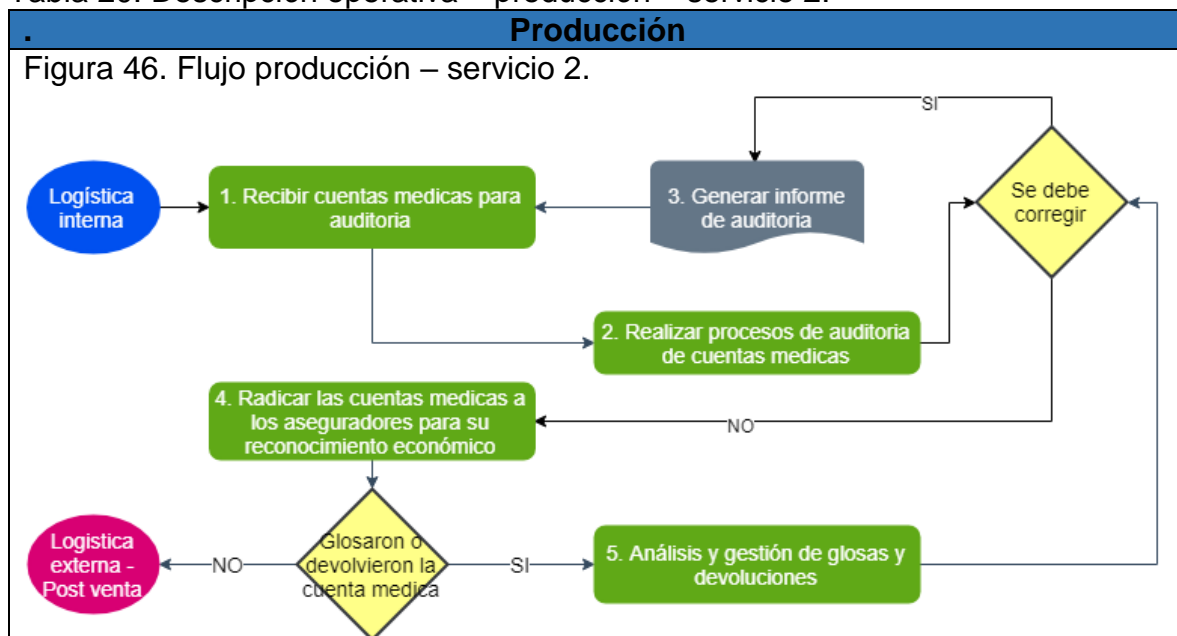 Tabla 26. Descripción operativa – producción – servicio 2.
. Producción
Figura 46. Flujo producción – servicio 2.
SI
Logística
interna
1. Recibir cuentas medicas para
auditoria
3. Generar informe
de auditoria
Se debe
corregir
2. Realizar procesos de auditoria
de cuentas medicas
4. Radicar las cuentas medicas a
los aseguradores para su
reconocimiento económico
NO
Logistica
externa -
Post venta
NO
Glosaron o
devolvieron la
cuenta medica
SI
5. Análisis y gestión de glosas y
devoluciones